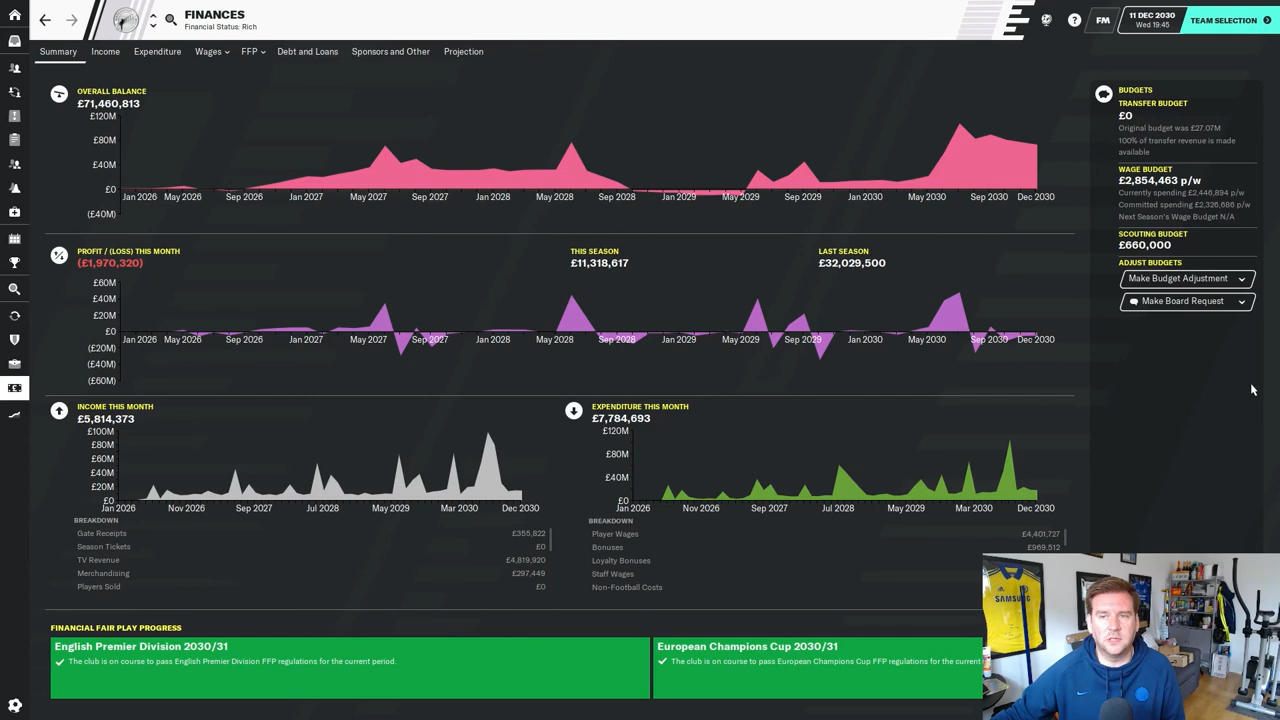 FINANCES
Financial Status: Rich
FM
11 DEC 2030
Wed 19:45
TEAM SELECTION
Summary
Income
Expenditure
Wages
FFP
Debt and Loans
Sponsors and Other
Projection
OVERALL BALANCE
£71,460,813
£120M
£80M
£40M
£0
(£40M)
Jan 2026 May 2026 Sep 2026 Jan 2027 May 2027 Sep 2027 Jan 2028 May 2028 Sep 2028 Jan 2029 May 2029 Sep 2029 Jan 2030 May 2030 Sep 2030 Dec 2030
PROFIT / (LOSS) THIS MONTH
(£1,970,320)
THIS SEASON
£11,318,617
LAST SEASON
£32,029,500
£60M
£40M
£20M
£0
(£20M)
(£40M)
(£60M)
Jan 2026 May 2026 Sep 2026 Jan 2027 May 2027 Sep 2027 Jan 2028 May 2028 Sep 2028 Jan 2029 May 2029 Sep 2029 Jan 2030 May 2030 Sep 2030 Dec 2030
INCOME THIS MONTH
£5,814,373
£100M
£80M
£60M
£40M
£20M
£0
Jan 2026 Nov 2026 Sep 2027 Jul 2028 May 2029 Mar 2030 Dec 2030
BREAKDOWN
Gate Receipts £355,822
Season Tickets £0
TV Revenue £4,819,920
Merchandising £297,449
Players Sold £0
EXPENDITURE THIS MONTH
£7,784,693
£120M
£80M
£40M
£0
Jan 2026 Nov 2026 Sep 2027 Jul 2028 May 2029 Mar 2030 Dec 2030
BREAKDOWN
Player Wages £4,401,727
Bonuses £969,512
Loyalty Bonuses
Staff Wages
Non-Football Costs
FINANCIAL FAIR PLAY PROGRESS
English Premier Division 2030/31
The club is on course to pass English Premier Division FFP regulations for the current period.
European Champions Cup 2030/31
The club is on course to pass European Champions Cup FFP regulations for the current
BUDGETS
TRANSFER BUDGET
£0
Original budget was £27.07M
100% of transfer revenue is made
available
WAGE BUDGET
£2,854,463 p/w
Currently spending £2,446,894 p/w
Committed spending £2,326,686 p/w
Next Season's Wage Budget N/A
SCOUTING BUDGET
£660,000
ADJUST BUDGETS
Make Budget Adjustment
Make Board Request
SAMSUNG